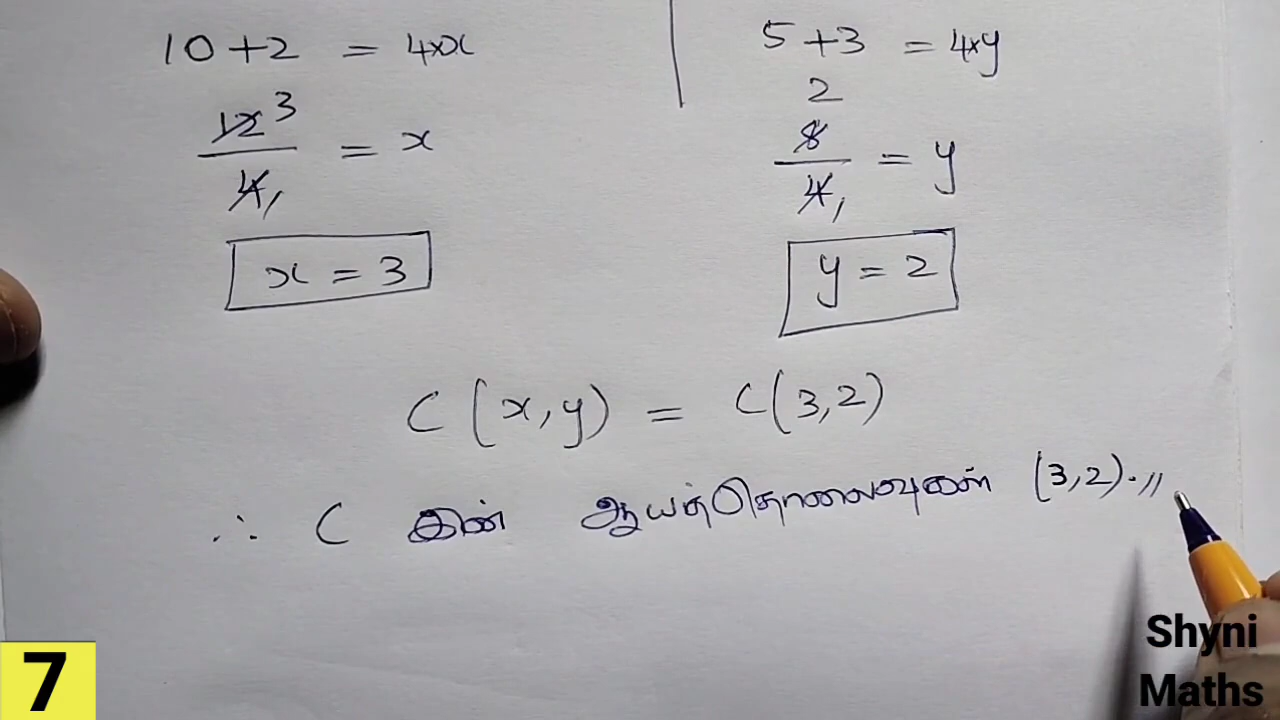 10 + 2 = 4×x
5 + 3 = 4×y
12 3 / 4 1 = x
2
8 / 4 1 = y
x = 3
y = 2
C (x, y) = C(3,2)
∴ C இன் ஆயத்தொலைவுகள் (3,2).//
7
Shyni
Maths